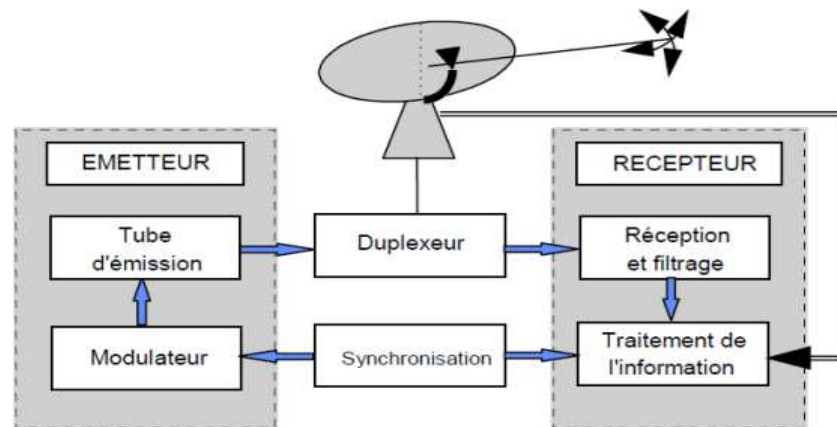 EMETTEUR
RECEPTEUR
Tube
d'émission
Duplexeur
Réception
et filtrage
Modulateur
Synchronisation
Traitement de
l'information